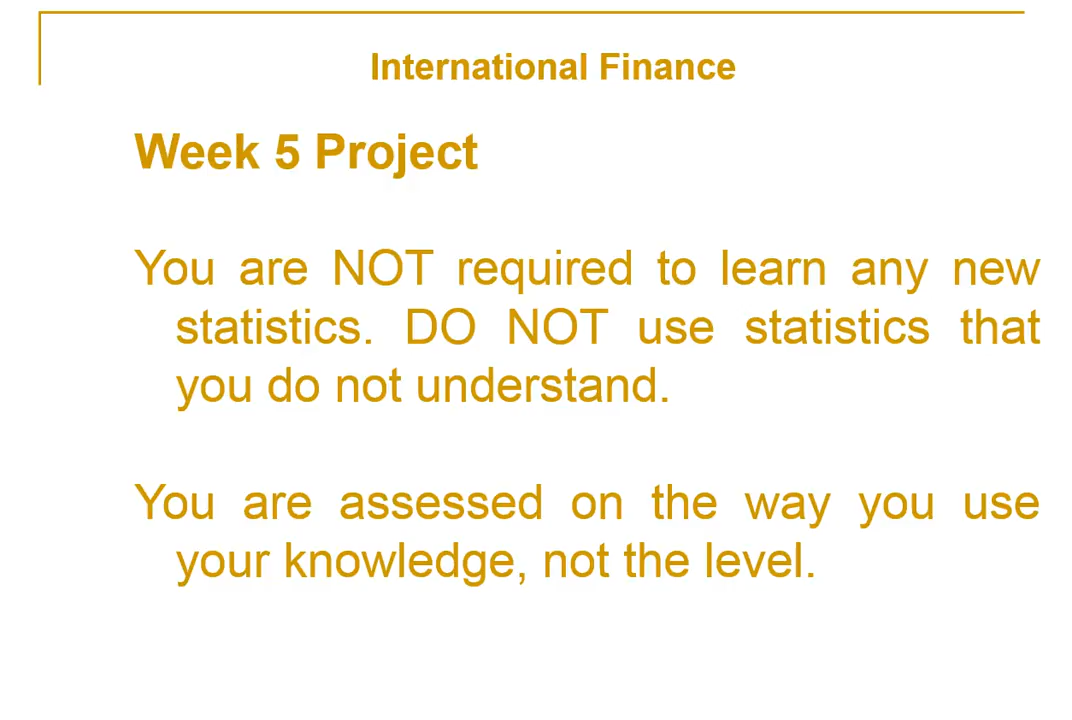 International Finance
Week 5 Project
You are NOT required to learn any new
statistics. DO NOT use statistics that
you do not understand.
You are assessed on the way you use
your knowledge, not the level.